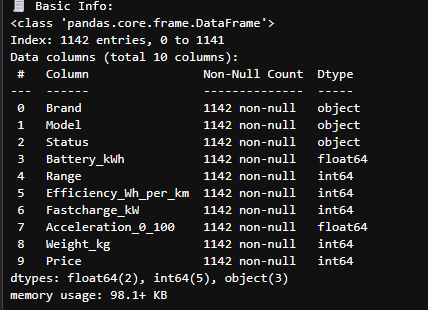 🧾 Basic Info:
<class 'pandas.core.frame.DataFrame'>
Index: 1142 entries, 0 to 1141
Data columns (total 10 columns):
 #   Column               Non-Null Count  Dtype
---  ------               --------------  -----
 0   Brand                1142 non-null   object
 1   Model                1142 non-null   object
 2   Status               1142 non-null   object
 3   Battery_kWh          1142 non-null   float64
 4   Range                1142 non-null   int64
 5   Efficiency_Wh_per_km 1142 non-null   int64
 6   Fastcharge_kW        1142 non-null   int64
 7   Acceleration_0_100   1142 non-null   float64
 8   Weight_kg            1142 non-null   int64
 9   Price                1142 non-null   int64
dtypes: float64(2), int64(5), object(3)
memory usage: 98.1+ KB